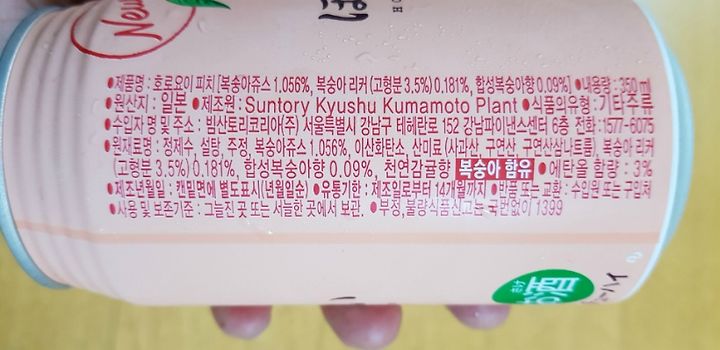 New
●제품명 : 호로요이 피치 [복숭아쥬스 1.056%, 복숭아 리커 (고형분 3.5%) 0.181%, 합성복숭아향 0.09%] ●내용량 : 350 ml
●원산지 : 일본 ●제조원 : Suntory Kyushu Kumamoto Plant ●식품의유형 : 기타주류
●수입자 명 및 주소 : 빔산토리코리아(주) 서울특별시 강남구 테헤란로 152 강남파이낸스센터 6층 전화 : 1577-6075
●원재료명 : 정제수, 설탕, 주정, 복숭아쥬스 1.056%, 이산화탄소, 산미료 (사과산, 구연산, 구연산삼나트륨), 복숭아 리커
(고형분 3.5%) 0.181%, 합성복숭아향 0.09%, 천연감귤향 복숭아 함유 ●에탄올 함량 : 3%
●제조년월일 : 캔밑면에 별도표시(년월일순) ●유통기한 : 제조일로부터 14개월까지 ●반품 또는 교환 : 수입원 또는 구입처
●사용 및 보존기준 : 그늘진 곳 또는 서늘한 곳에서 보관. ●부정,불량식품신고는 국번없이 1399
お酒